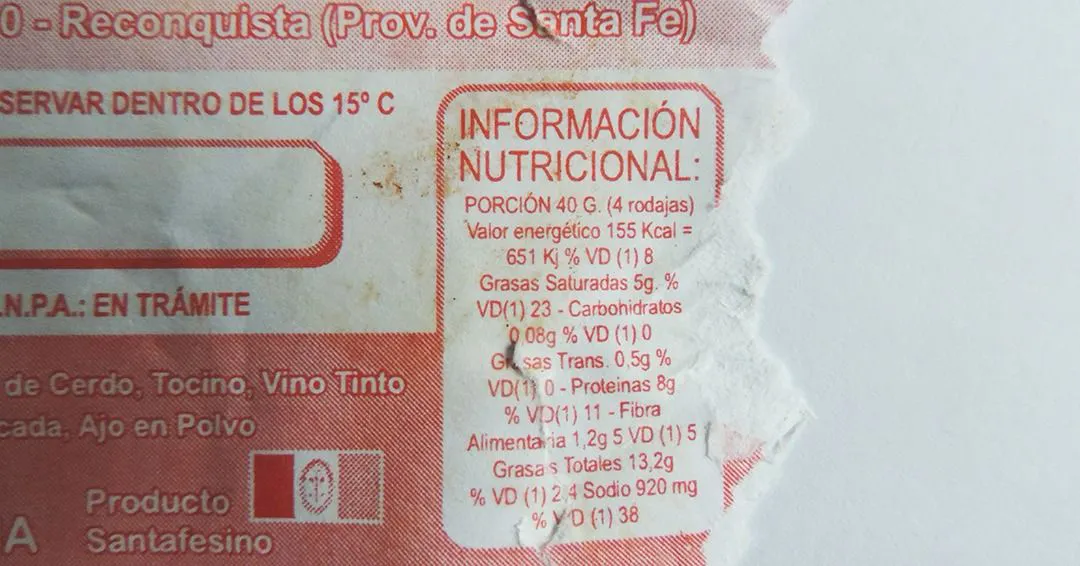 0 - Reconquista (Prov. de Santa Fe)
SERVAR DENTRO DE LOS 15º C
.N.P.A.: EN TRÁMITE
de Cerdo, Tocino, Vino Tinto
cada, Ajo en Polvo
Producto
A Santafesino
INFORMACIÓN
NUTRICIONAL:
PORCIÓN 40 G. (4 rodajas)
Valor energético 155 Kcal =
651 Kj % VD (1) 8
Grasas Saturadas 5g. %
VD(1) 23 - Carbohidratos
0,08g % VD (1) 0
Grasas Trans. 0,5g %
VD(1) 0 - Proteinas 8g
% VD(1) 11 - Fibra
Alimentaria 1,2g 5 VD (1) 5
Grasas Totales 13,2g
% VD (1) 2,4 Sodio 920 mg
% VD (1) 38